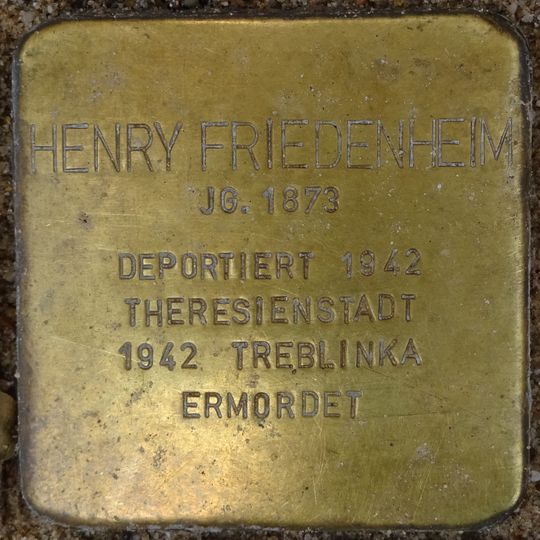 HENRY FRIEDENHEIM
JG. 1873
DEPORTIERT 1942
THERESIENSTADT
1942 TREBLINKA
ERMORDET